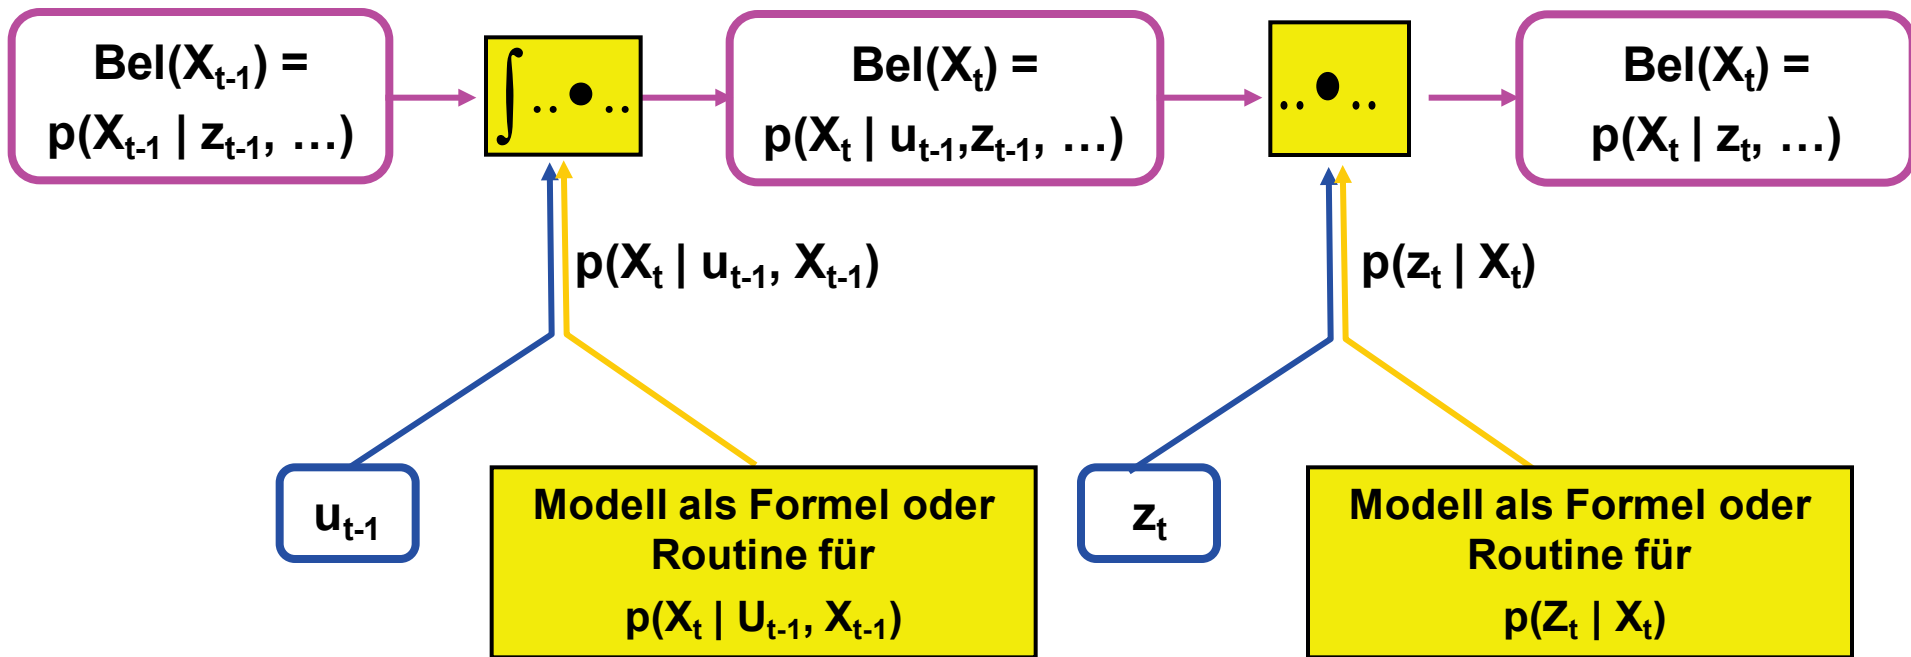 Bel(Xt-1) =
p(Xt-1 | zt-1, …)
∫ .. ● ..
Bel(Xt) =
p(Xt | ut-1,zt-1, …)
.. ● ..
Bel(Xt) =
p(Xt | zt, …)
p(Xt | ut-1, Xt-1)
p(zt | Xt)
ut-1
Modell als Formel oder
Routine für
p(Xt | Ut-1, Xt-1)
zt
Modell als Formel oder
Routine für
p(Zt | Xt)